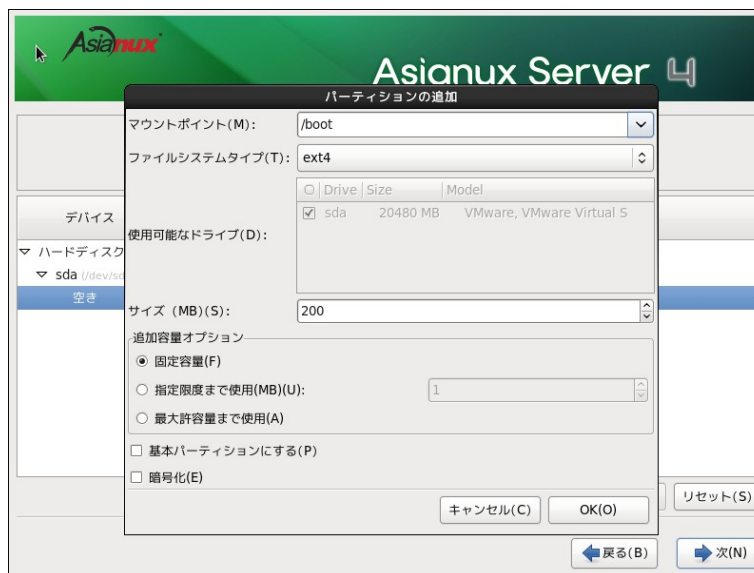 Asianux
Asianux Server 4
パーティションの追加
マウントポイント(M): /boot
ファイルシステムタイプ(T): ext4
Drive Size Model
sda 20480 MB VMware, VMware Virtual S
使用可能なドライブ(D):
サイズ (MB)(S): 200
追加容量オプション
固定容量(F)
指定限度まで使用(MB)(U): 1
最大許容量まで使用(A)
基本パーティションにする(P)
暗号化(E)
キャンセル(C) OK(O)
デバイス
ハードディスク
sda (/dev/sd
空き
リセット(S)
戻る(B) 次(N)